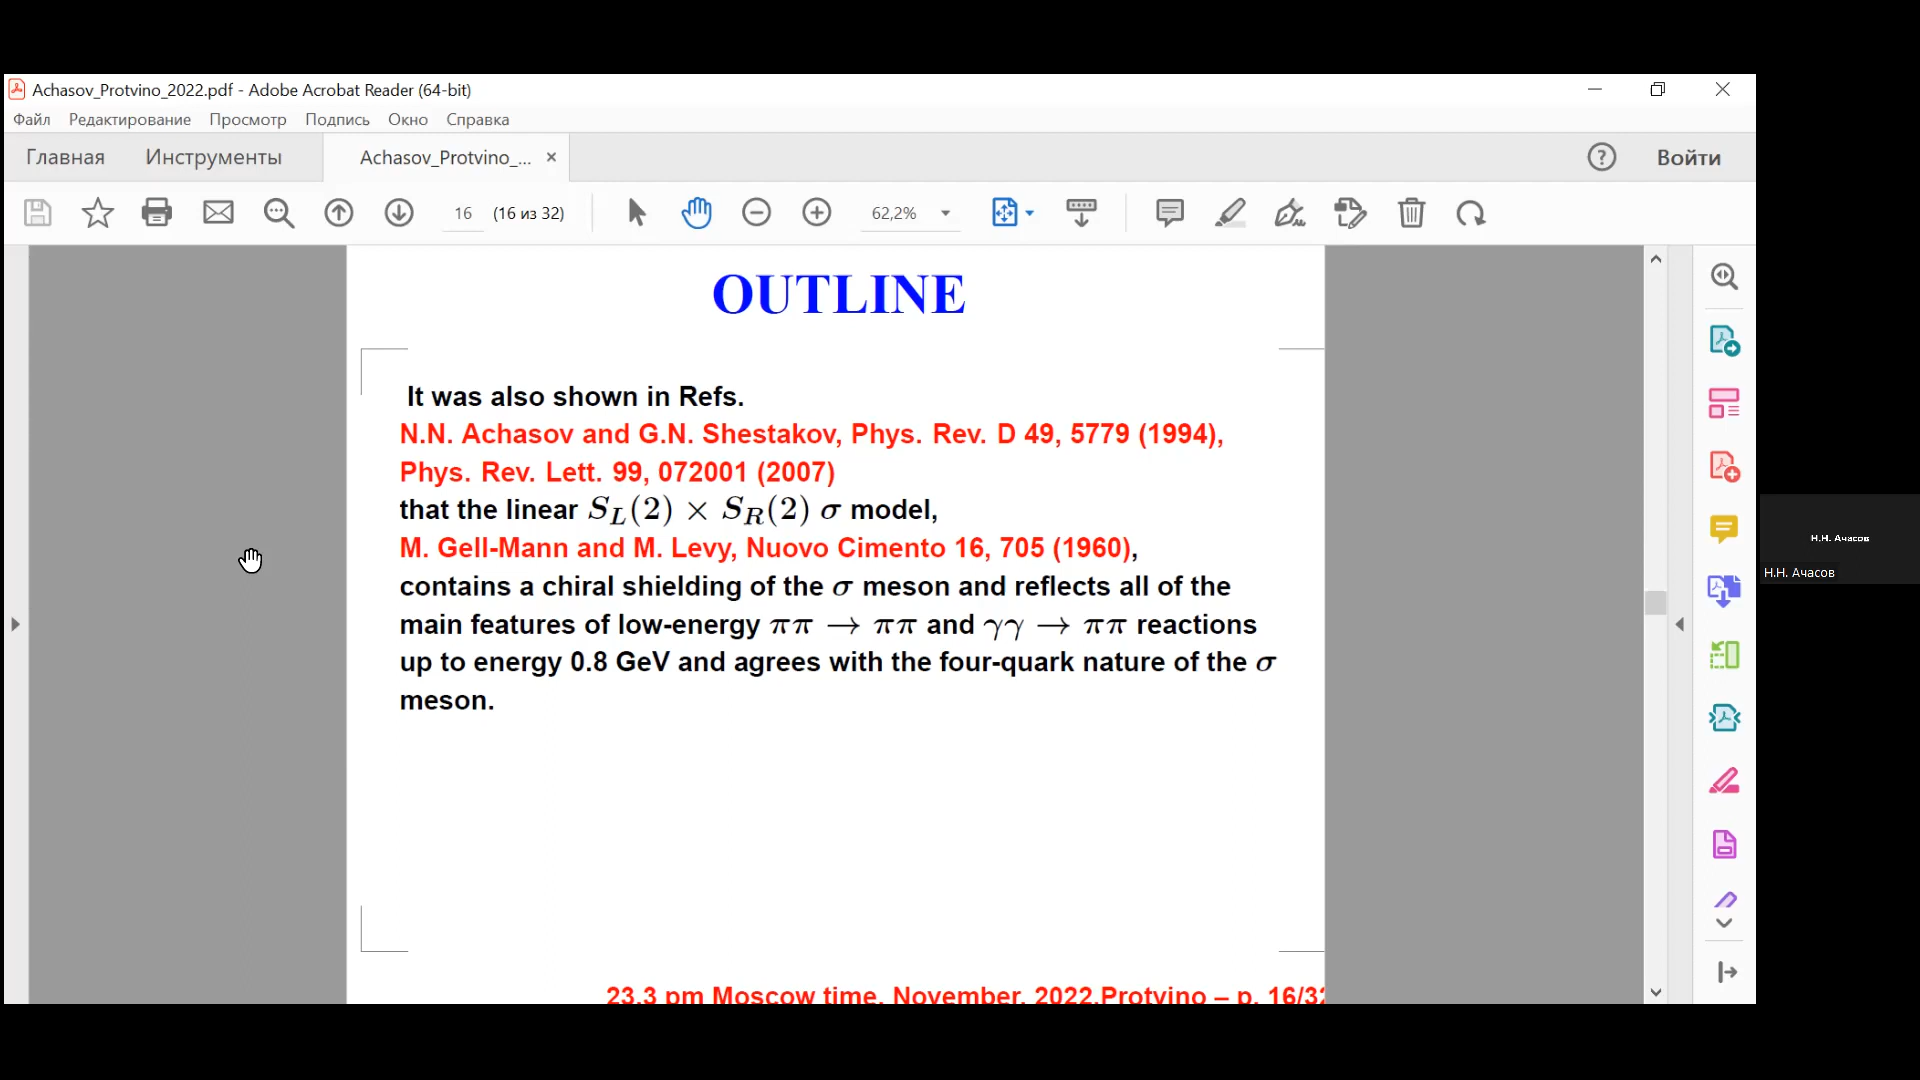 Achasov_Protvino_2022.pdf - Adobe Acrobat Reader (64-bit)
Файл Редактирование Просмотр Подпись Окно Справка
Главная Инструменты Achasov_Protvino_... × Войти
16 (16 из 32) 62,2%
OUTLINE
It was also shown in Refs.
N.N. Achasov and G.N. Shestakov, Phys. Rev. D 49, 5779 (1994),
Phys. Rev. Lett. 99, 072001 (2007)
that the linear S_L(2) × S_R(2) σ model,
M. Gell-Mann and M. Levy, Nuovo Cimento 16, 705 (1960),
contains a chiral shielding of the σ meson and reflects all of the
main features of low-energy ππ → ππ and γγ → ππ reactions
up to energy 0.8 GeV and agrees with the four-quark nature of the σ
meson.
23.3 pm Moscow time, November, 2022.Protvino – p. 16/32
Н.Н. Ачасов
Н.Н. Ачасов